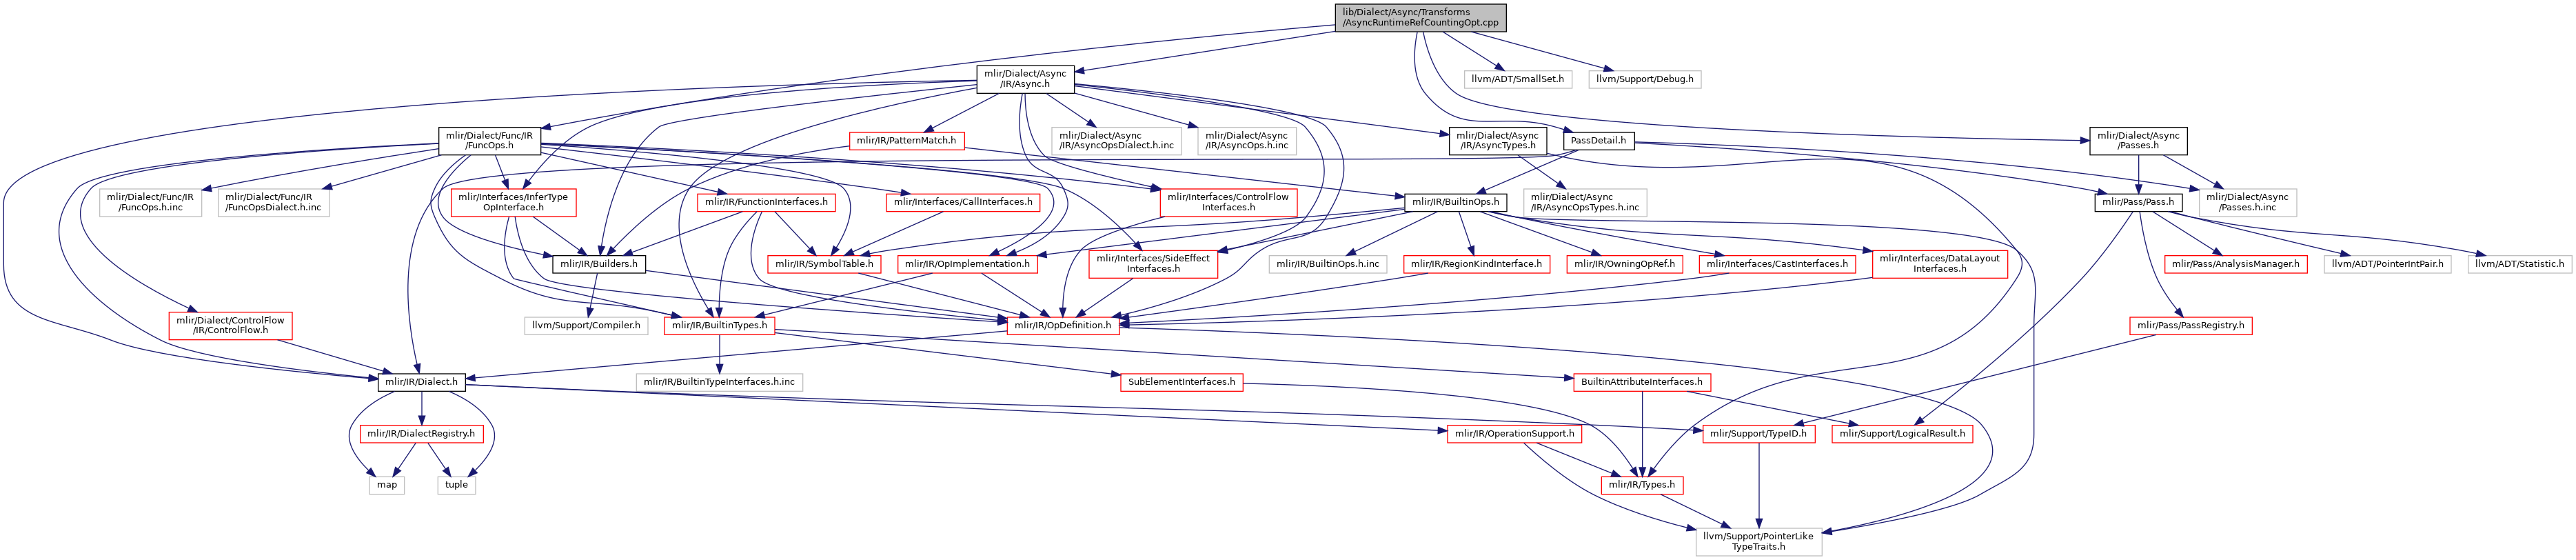 lib/Dialect/Async/Transforms
/AsyncRuntimeRefCountingOpt.cpp
mlir/Dialect/Async
/IR/Async.h
llvm/ADT/SmallSet.h
llvm/Support/Debug.h
mlir/Dialect/Func/IR
/FuncOps.h
mlir/IR/PatternMatch.h
mlir/Dialect/Async
/IR/AsyncOpsDialect.h.inc
mlir/Dialect/Async
/IR/AsyncOps.h.inc
mlir/Dialect/Async
/IR/AsyncTypes.h
PassDetail.h
mlir/Dialect/Async
/Passes.h
mlir/Dialect/Func/IR
/FuncOps.h.inc
mlir/Dialect/Func/IR
/FuncOpsDialect.h.inc
mlir/Interfaces/InferType
OpInterface.h
mlir/IR/FunctionInterfaces.h
mlir/Interfaces/CallInterfaces.h
mlir/Interfaces/ControlFlow
Interfaces.h
mlir/IR/BuiltinOps.h
mlir/Dialect/Async
/IR/AsyncOpsTypes.h.inc
mlir/Pass/Pass.h
mlir/Dialect/Async
/Passes.h.inc
mlir/IR/Builders.h
mlir/IR/SymbolTable.h
mlir/IR/OpImplementation.h
mlir/Interfaces/SideEffect
Interfaces.h
mlir/IR/BuiltinOps.h.inc
mlir/IR/RegionKindInterface.h
mlir/IR/OwningOpRef.h
mlir/Interfaces/CastInterfaces.h
mlir/Interfaces/DataLayout
Interfaces.h
mlir/Pass/AnalysisManager.h
llvm/ADT/PointerIntPair.h
llvm/ADT/Statistic.h
mlir/Dialect/ControlFlow
/IR/ControlFlow.h
llvm/Support/Compiler.h
mlir/IR/BuiltinTypes.h
mlir/IR/OpDefinition.h
mlir/Pass/PassRegistry.h
mlir/IR/Dialect.h
mlir/IR/BuiltinTypeInterfaces.h.inc
SubElementInterfaces.h
BuiltinAttributeInterfaces.h
mlir/IR/DialectRegistry.h
mlir/IR/OperationSupport.h
mlir/Support/TypeID.h
mlir/Support/LogicalResult.h
map
tuple
mlir/IR/Types.h
llvm/Support/PointerLike
TypeTraits.h